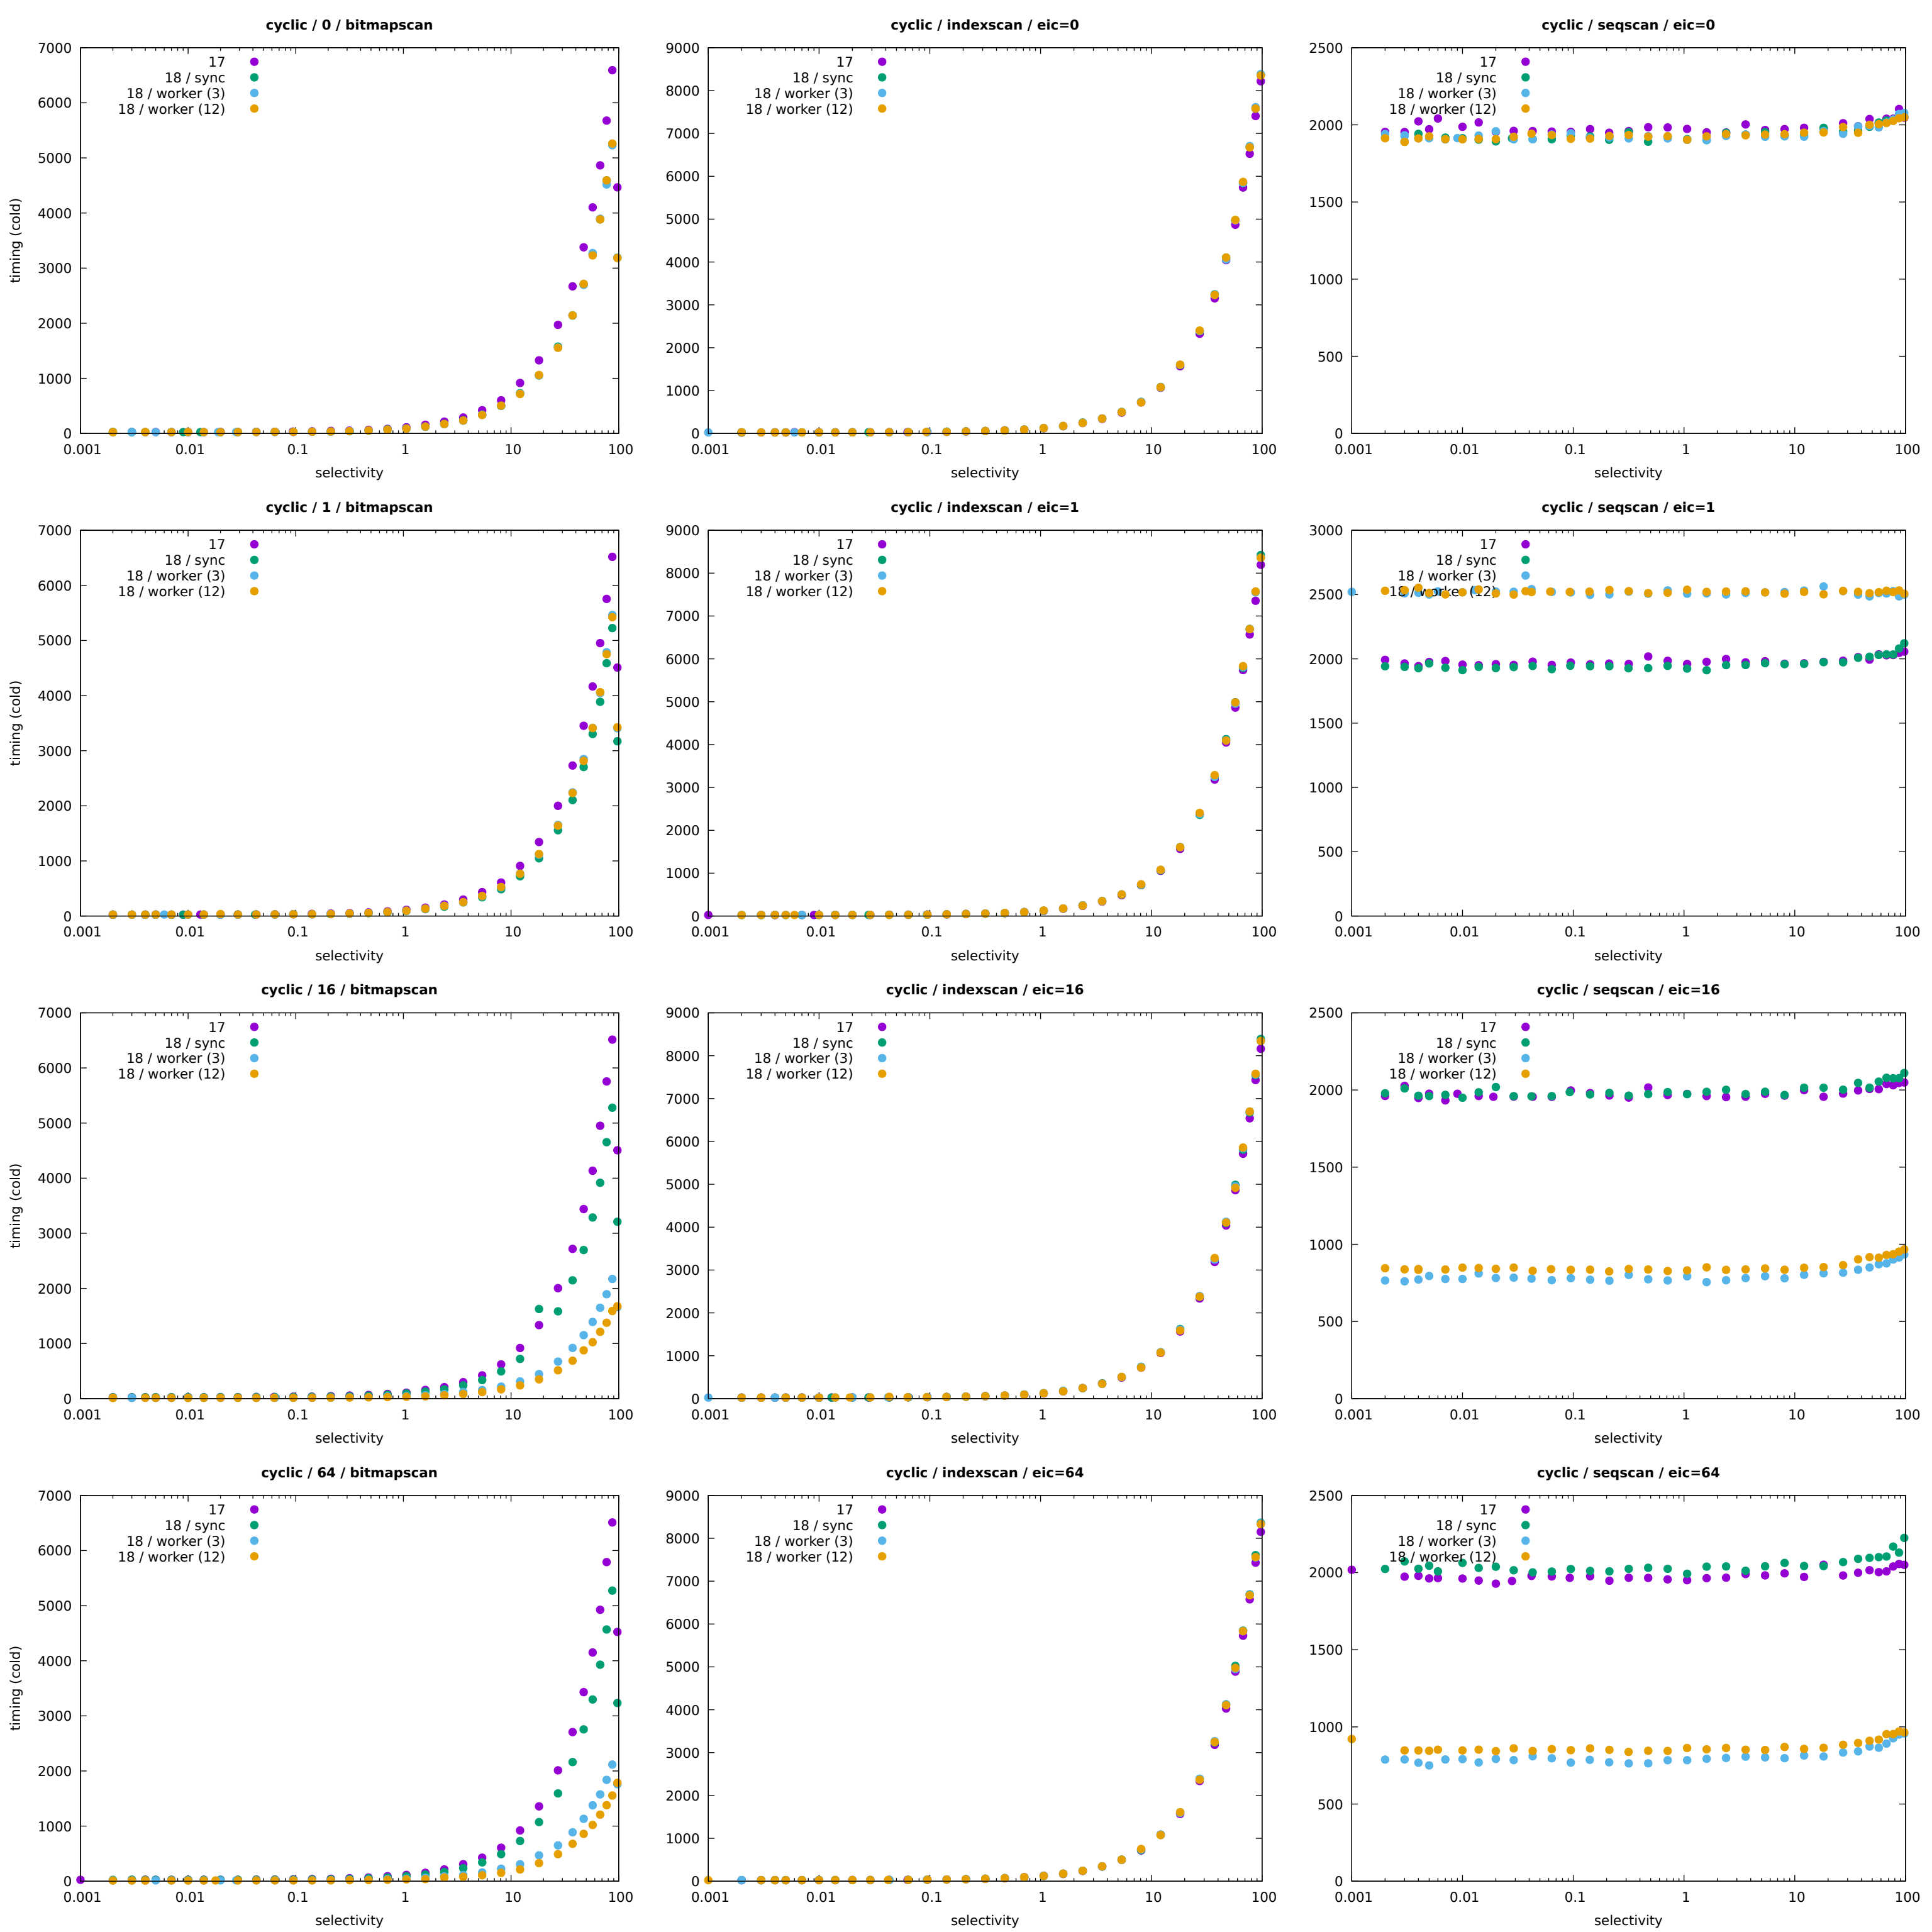 cyclic / 0 / bitmapscan
7000
6000
5000
4000
3000
2000
1000
0
timing (cold)
17
18 / sync
18 / worker (3)
18 / worker (12)
0.001 0.01 0.1 1 10 100
selectivity
cyclic / indexscan / eic=0
9000
8000
7000
6000
5000
4000
3000
2000
1000
0
17
18 / sync
18 / worker (3)
18 / worker (12)
0.001 0.01 0.1 1 10 100
selectivity
cyclic / seqscan / eic=0
2500
2000
1500
1000
500
0
17
18 / sync
18 / worker (3)
18 / worker (12)
0.001 0.01 0.1 1 10 100
selectivity
cyclic / 1 / bitmapscan
7000
6000
5000
4000
3000
2000
1000
0
timing (cold)
17
18 / sync
18 / worker (3)
18 / worker (12)
0.001 0.01 0.1 1 10 100
selectivity
cyclic / indexscan / eic=1
9000
8000
7000
6000
5000
4000
3000
2000
1000
0
17
18 / sync
18 / worker (3)
18 / worker (12)
0.001 0.01 0.1 1 10 100
selectivity
cyclic / seqscan / eic=1
3000
2500
2000
1500
1000
500
0
17
18 / sync
18 / worker (3)
18 / worker (12)
0.001 0.01 0.1 1 10 100
selectivity
cyclic / 16 / bitmapscan
7000
6000
5000
4000
3000
2000
1000
0
timing (cold)
17
18 / sync
18 / worker (3)
18 / worker (12)
0.001 0.01 0.1 1 10 100
selectivity
cyclic / indexscan / eic=16
9000
8000
7000
6000
5000
4000
3000
2000
1000
0
17
18 / sync
18 / worker (3)
18 / worker (12)
0.001 0.01 0.1 1 10 100
selectivity
cyclic / seqscan / eic=16
2500
2000
1500
1000
500
0
17
18 / sync
18 / worker (3)
18 / worker (12)
0.001 0.01 0.1 1 10 100
selectivity
cyclic / 64 / bitmapscan
7000
6000
5000
4000
3000
2000
1000
0
timing (cold)
17
18 / sync
18 / worker (3)
18 / worker (12)
0.001 0.01 0.1 1 10 100
selectivity
cyclic / indexscan / eic=64
9000
8000
7000
6000
5000
4000
3000
2000
1000
0
17
18 / sync
18 / worker (3)
18 / worker (12)
0.001 0.01 0.1 1 10 100
selectivity
cyclic / seqscan / eic=64
2500
2000
1500
1000
500
0
17
18 / sync
18 / worker (3)
18 / worker (12)
0.001 0.01 0.1 1 10 100
selectivity